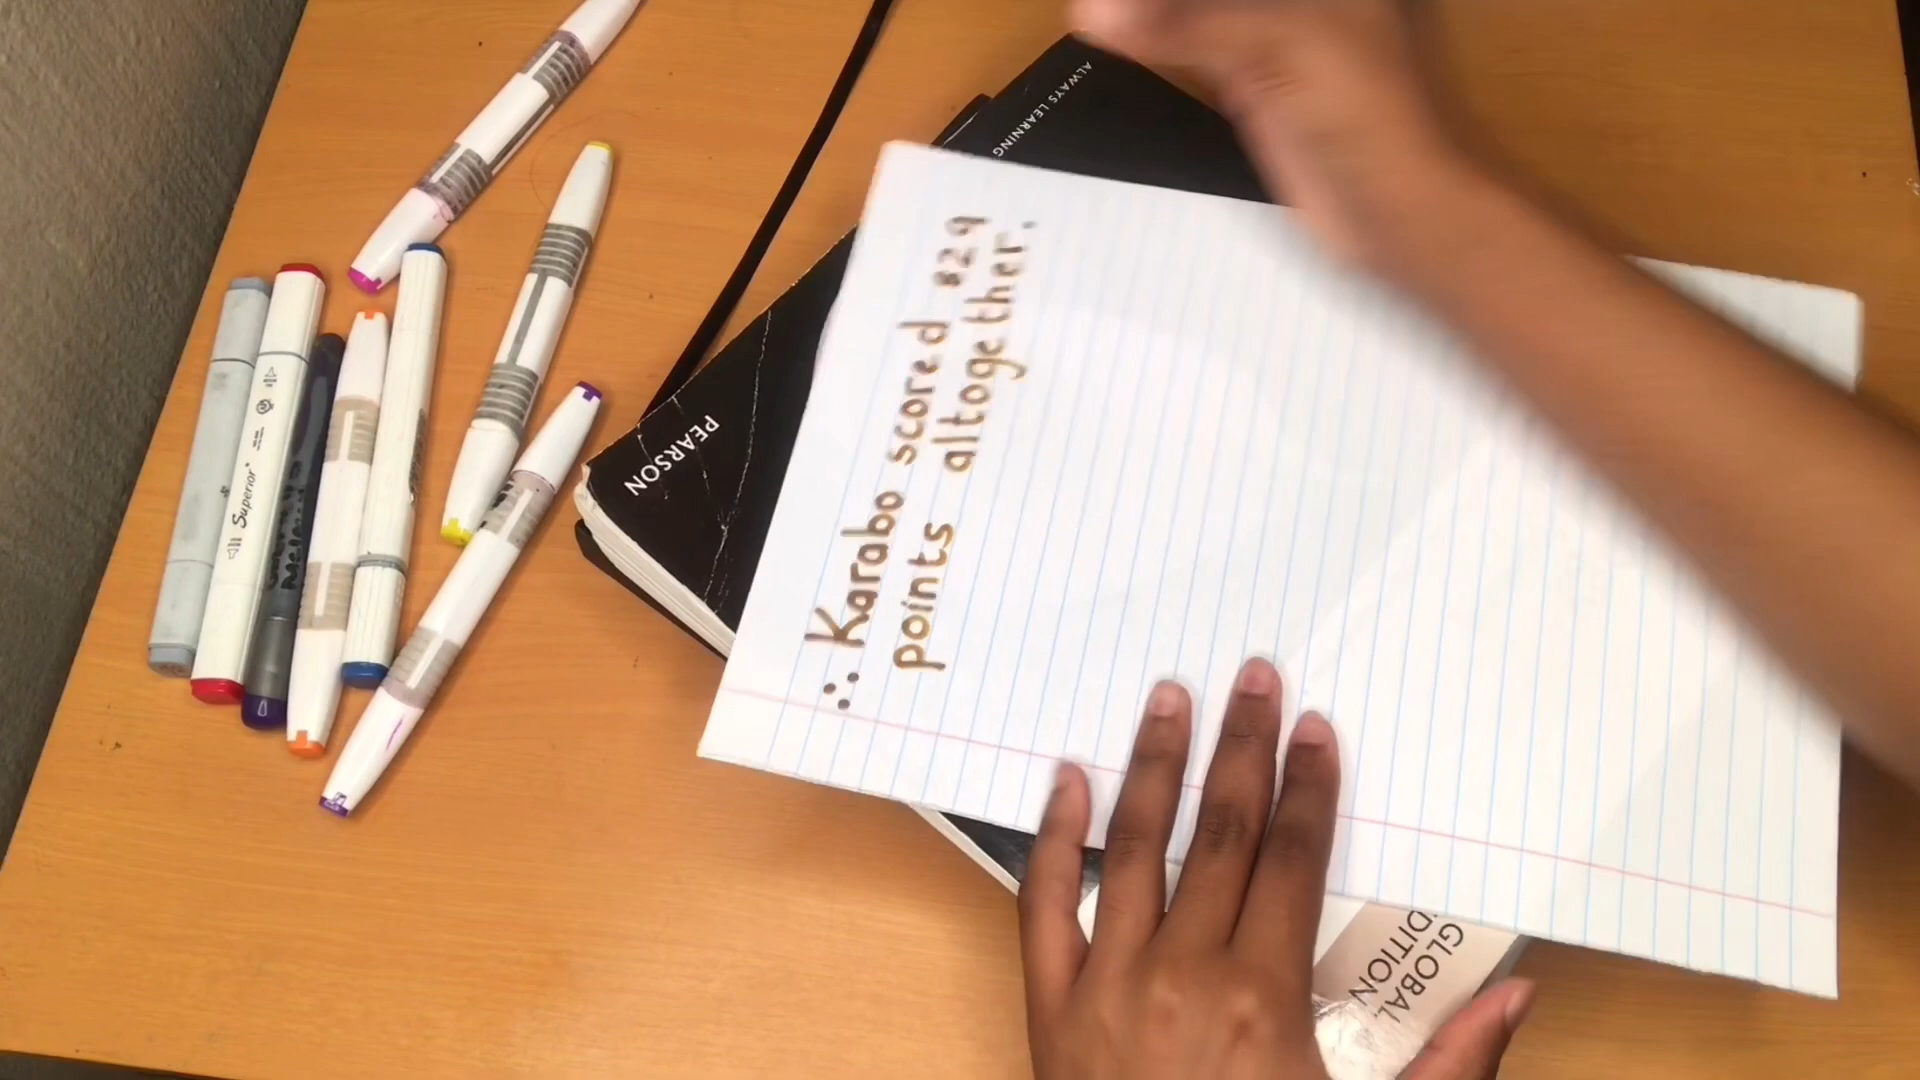 ∴ Karabo scored 829
points altogether.
ALWAYS LEARNING
PEARSON
GLOBAL
EDITION
Superior